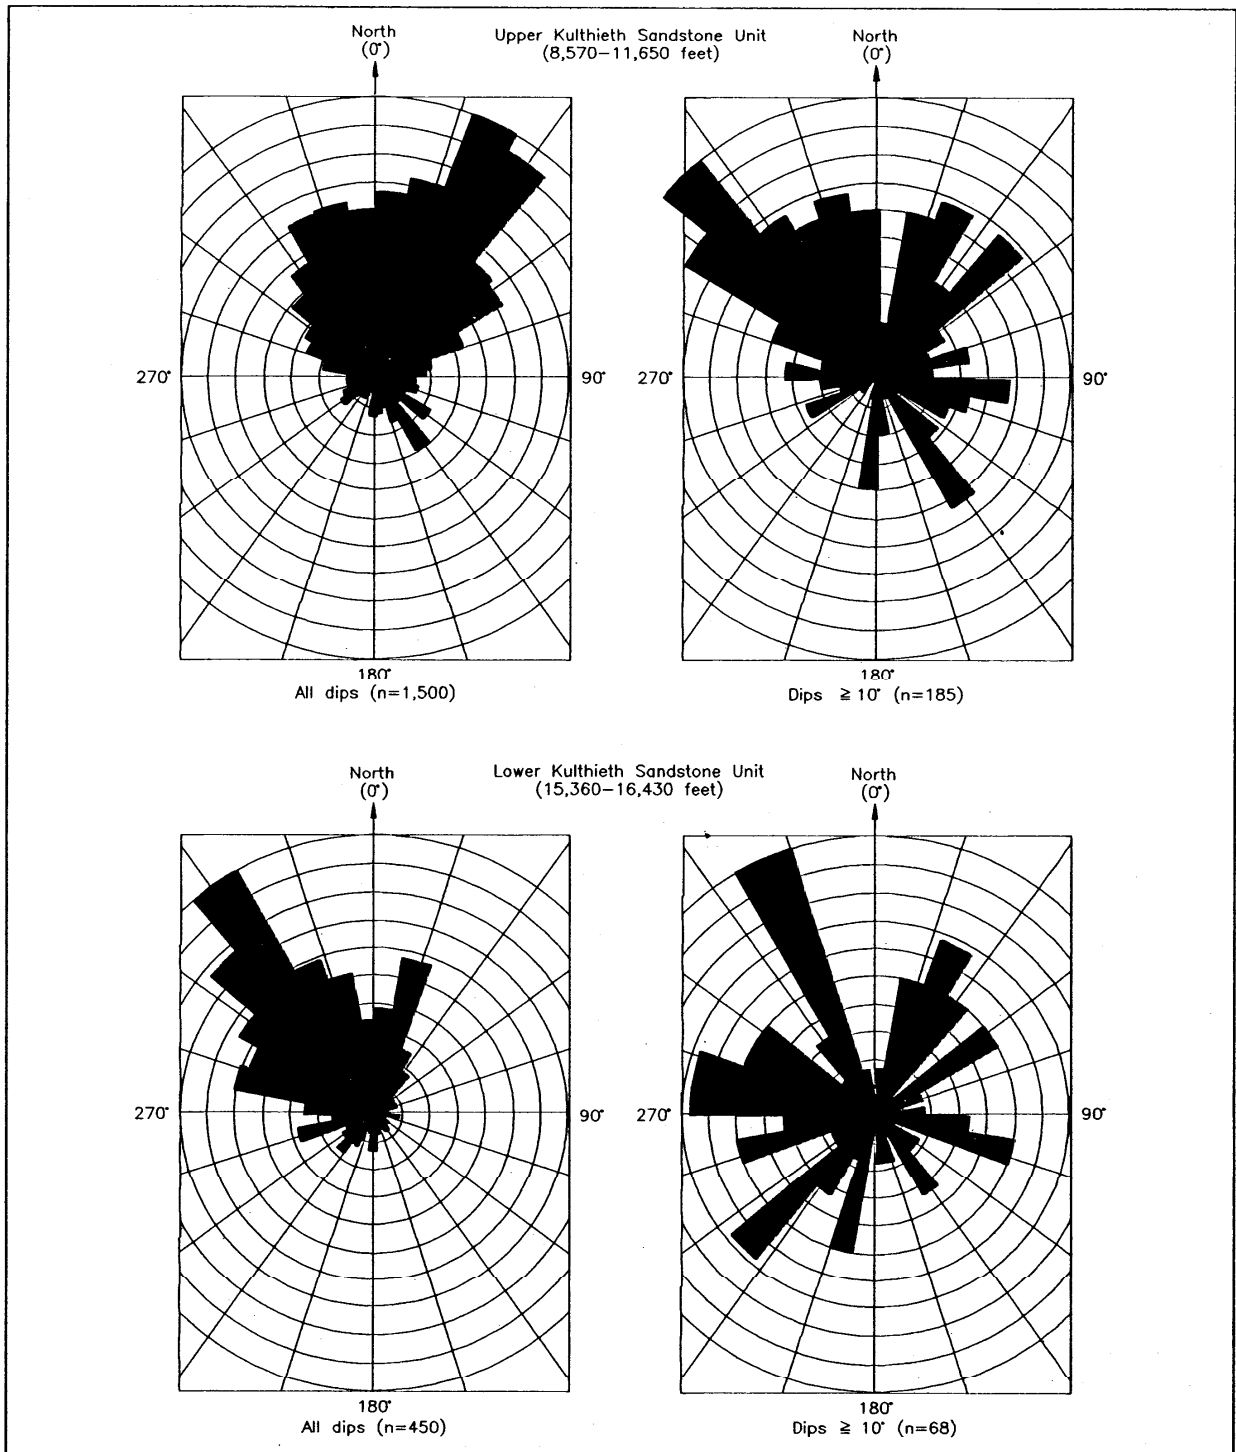 Upper Kulthieth Sandstone Unit
(8,570–11,650 feet)
North
(0°)
North
(0°)
270°
90°
270°
90°
180°
All dips (n=1,500)
180°
Dips ≧ 10° (n=185)
Lower Kulthieth Sandstone Unit
(15,360–16,430 feet)
North
(0°)
North
(0°)
270°
90°
270°
90°
180°
All dips (n=450)
180°
Dips ≧ 10° (n=68)